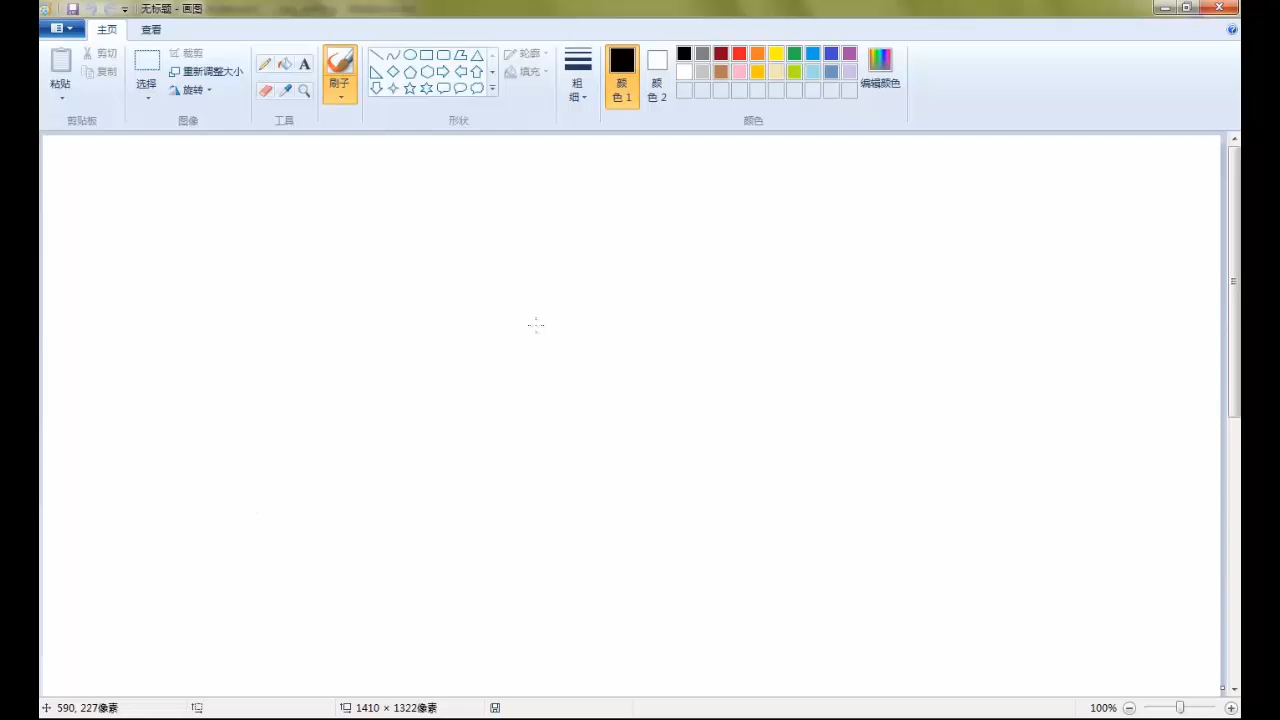 无标题 - 画图
主页 查看
粘贴 剪切 复制 剪贴板
选择 裁剪 重新调整大小 旋转 图像
A 工具
刷子
轮廓 填充 形状
粗细
颜色 1 颜色 2 编辑颜色 颜色
590, 227像素 1410 × 1322像素 100%